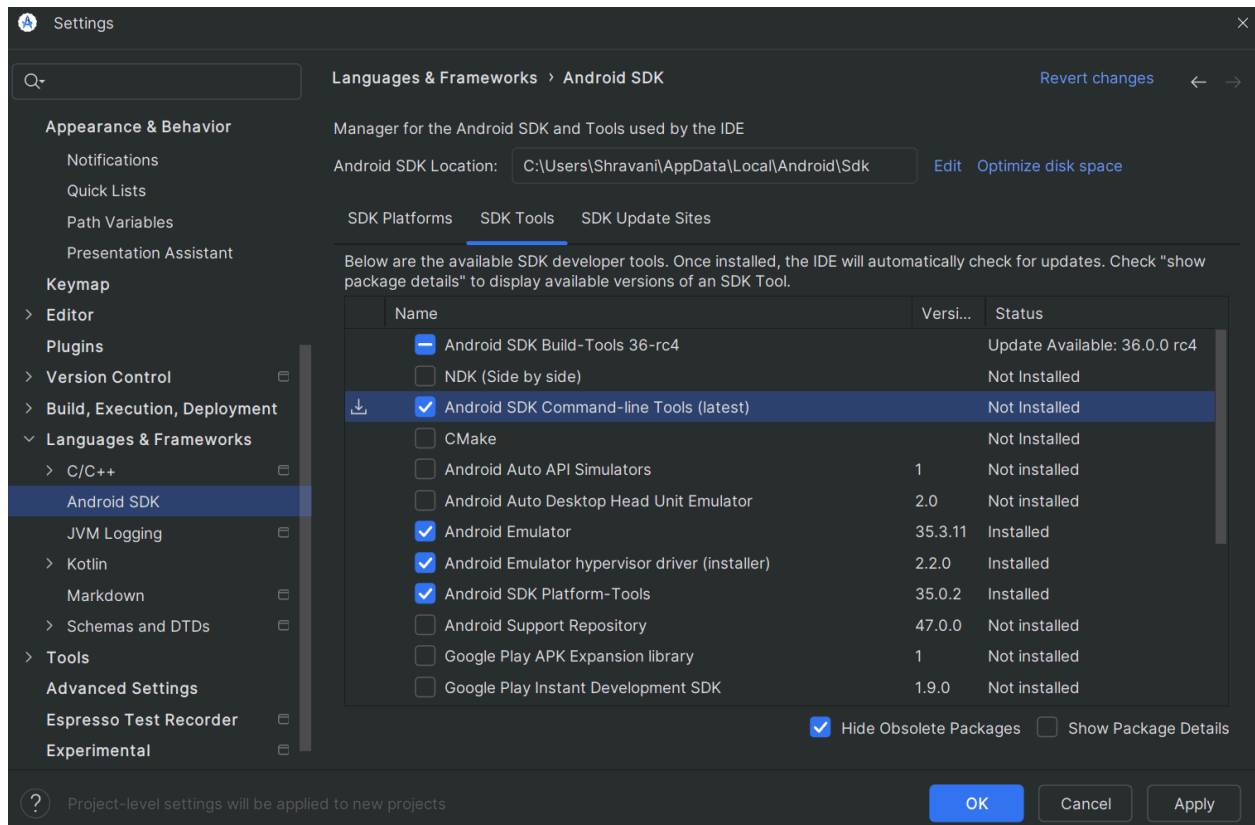 Settings
Languages & Frameworks › Android SDK
Revert changes
Appearance & Behavior
Notifications
Quick Lists
Path Variables
Presentation Assistant
Keymap
Editor
Plugins
Version Control
Build, Execution, Deployment
Languages & Frameworks
C/C++
Android SDK
JVM Logging
Kotlin
Markdown
Schemas and DTDs
Tools
Advanced Settings
Espresso Test Recorder
Experimental
Manager for the Android SDK and Tools used by the IDE
Android SDK Location: C:\Users\Shravani\AppData\Local\Android\Sdk Edit Optimize disk space
SDK Platforms SDK Tools SDK Update Sites
Below are the available SDK developer tools. Once installed, the IDE will automatically check for updates. Check "show
package details" to display available versions of an SDK Tool.
Name Versi... Status
Android SDK Build-Tools 36-rc4 Update Available: 36.0.0 rc4
NDK (Side by side) Not Installed
Android SDK Command-line Tools (latest) Not Installed
CMake Not Installed
Android Auto API Simulators 1 Not installed
Android Auto Desktop Head Unit Emulator 2.0 Not installed
Android Emulator 35.3.11 Installed
Android Emulator hypervisor driver (installer) 2.2.0 Installed
Android SDK Platform-Tools 35.0.2 Installed
Android Support Repository 47.0.0 Not installed
Google Play APK Expansion library 1 Not installed
Google Play Instant Development SDK 1.9.0 Not installed
Hide Obsolete Packages Show Package Details
? Project-level settings will be applied to new projects
OK Cancel Apply